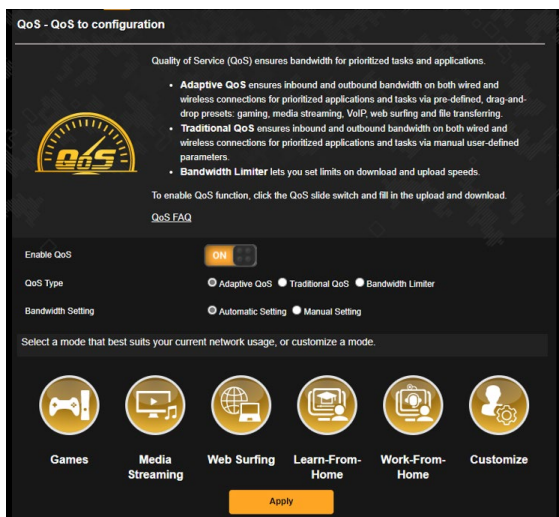 QoS - QoS to configuration
Quality of Service (QoS) ensures bandwidth for prioritized tasks and applications.
• Adaptive QoS ensures inbound and outbound bandwidth on both wired and
wireless connections for prioritized applications and tasks via pre-defined, drag-and-
drop presets: gaming, media streaming, VoIP, web surfing and file transferring.
• Traditional QoS ensures inbound and outbound bandwidth on both wired and
wireless connections for prioritized applications and tasks via manual user-defined
parameters.
• Bandwidth Limiter lets you set limits on download and upload speeds.
QoS
To enable QoS function, click the QoS slide switch and fill in the upload and download.
QoS FAQ
Enable QoS ON
QoS Type Adaptive QoS Traditional QoS Bandwidth Limiter
Bandwidth Setting Automatic Setting Manual Setting
Select a mode that best suits your current network usage, or customize a mode.
Games Media Web Surfing Learn-From- Work-From- Customize
Streaming Home Home
Apply